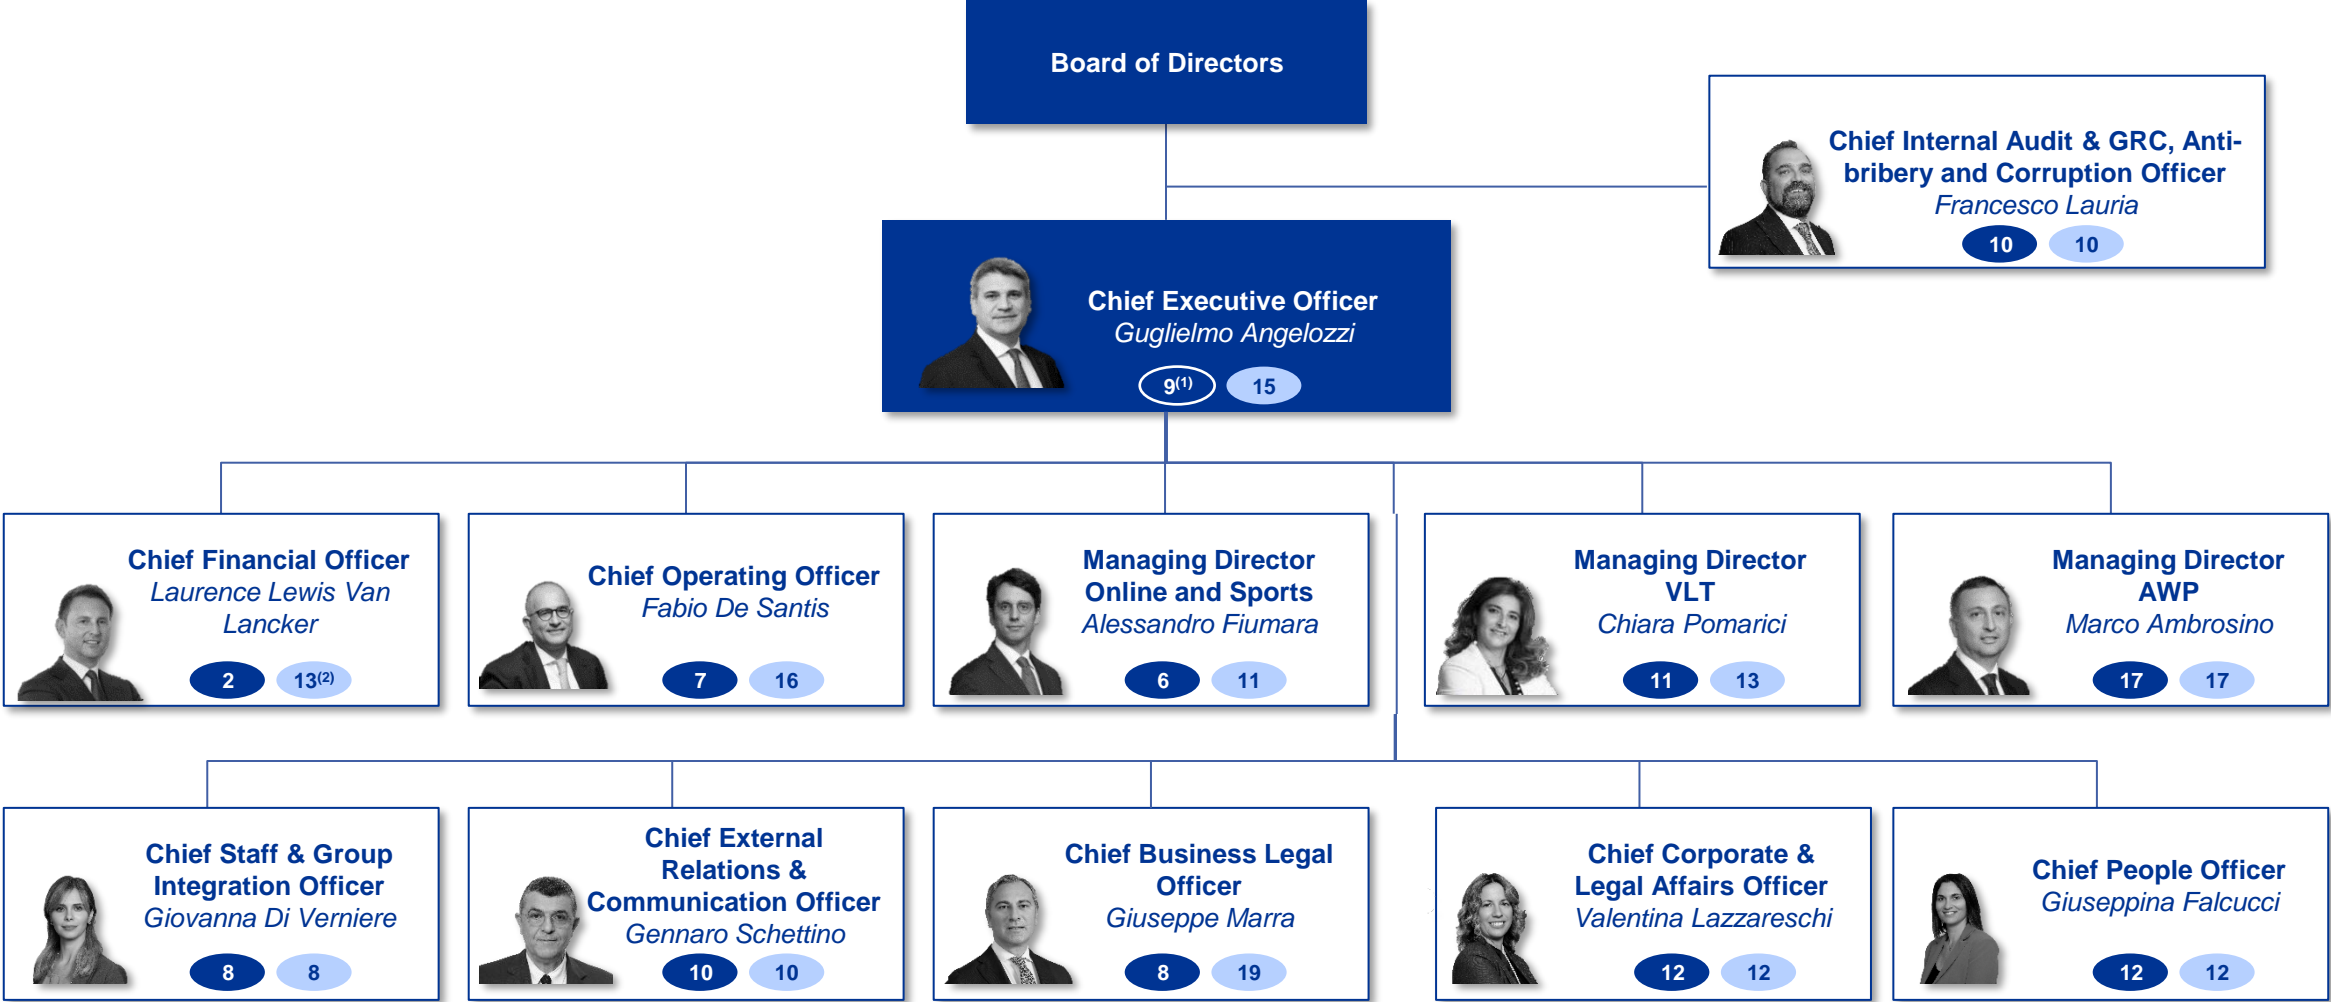 Board of Directors
Chief Internal Audit & GRC, Anti-
bribery and Corruption Officer
Francesco Lauria
10 10
Chief Executive Officer
Guglielmo Angelozzi
9(1) 15
Chief Financial Officer
Laurence Lewis Van
Lancker
2 13(2)
Chief Operating Officer
Fabio De Santis
7 16
Managing Director
Online and Sports
Alessandro Fiumara
6 11
Managing Director
VLT
Chiara Pomarici
11 13
Managing Director
AWP
Marco Ambrosino
17 17
Chief Staff & Group
Integration Officer
Giovanna Di Verniere
8 8
Chief External
Relations &
Communication Officer
Gennaro Schettino
10 10
Chief Business Legal
Officer
Giuseppe Marra
8 19
Chief Corporate &
Legal Affairs Officer
Valentina Lazzareschi
12 12
Chief People Officer
Giuseppina Falcucci
12 12